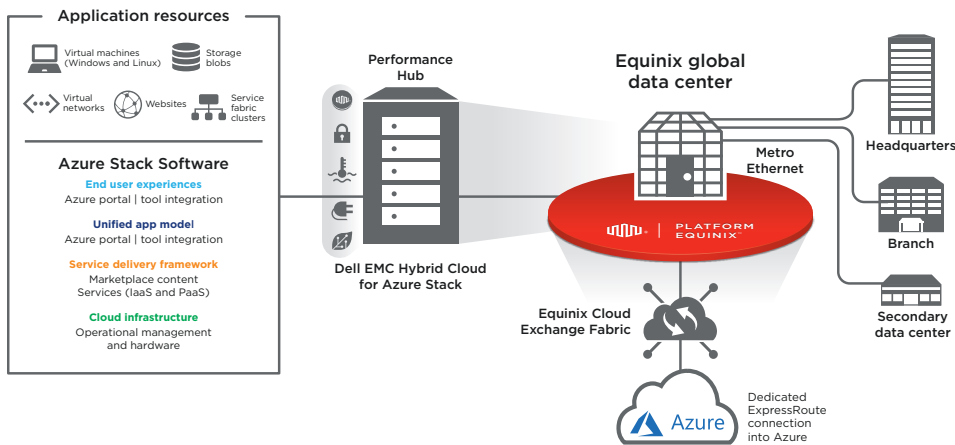 Application resources
Virtual machines
(Windows and Linux)
Storage
blobs
Virtual
networks
Websites
Service
fabric
clusters
Azure Stack Software
End user experiences
Azure portal | tool integration
Unified app model
Azure portal | tool integration
Service delivery framework
Marketplace content
Services (IaaS and PaaS)
Cloud infrastructure
Operational management
and hardware
Performance
Hub
Dell EMC Hybrid Cloud
for Azure Stack
Equinix global
data center
Metro
Ethernet
PLATFORM
EQUINIX™
Equinix Cloud
Exchange Fabric
Azure
Dedicated
ExpressRoute
connection
into Azure
Headquarters
Branch
Secondary
data center